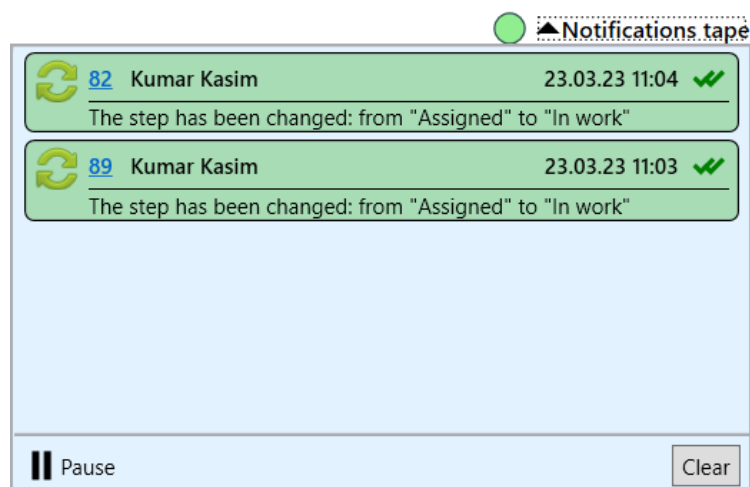 Notifications tape
82 Kumar Kasim 23.03.23 11:04
The step has been changed: from "Assigned" to "In work"
89 Kumar Kasim 23.03.23 11:03
The step has been changed: from "Assigned" to "In work"
Pause Clear